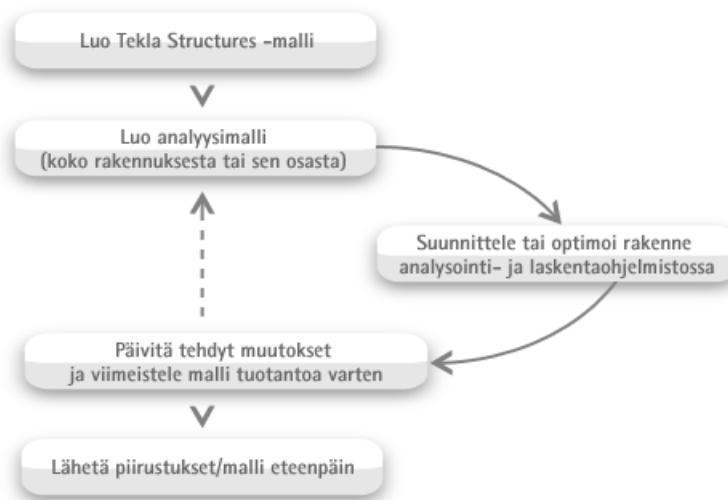 Luo Tekla Structures -malli
Luo analyysimalli
(koko rakennuksesta tai sen osasta)
Suunnittele tai optimoi rakenne
analysointi- ja laskentaohjelmistossa
Päivitä tehdyt muutokset
ja viimeistele malli tuotantoa varten
Lähetä piirustukset/malli eteenpäin